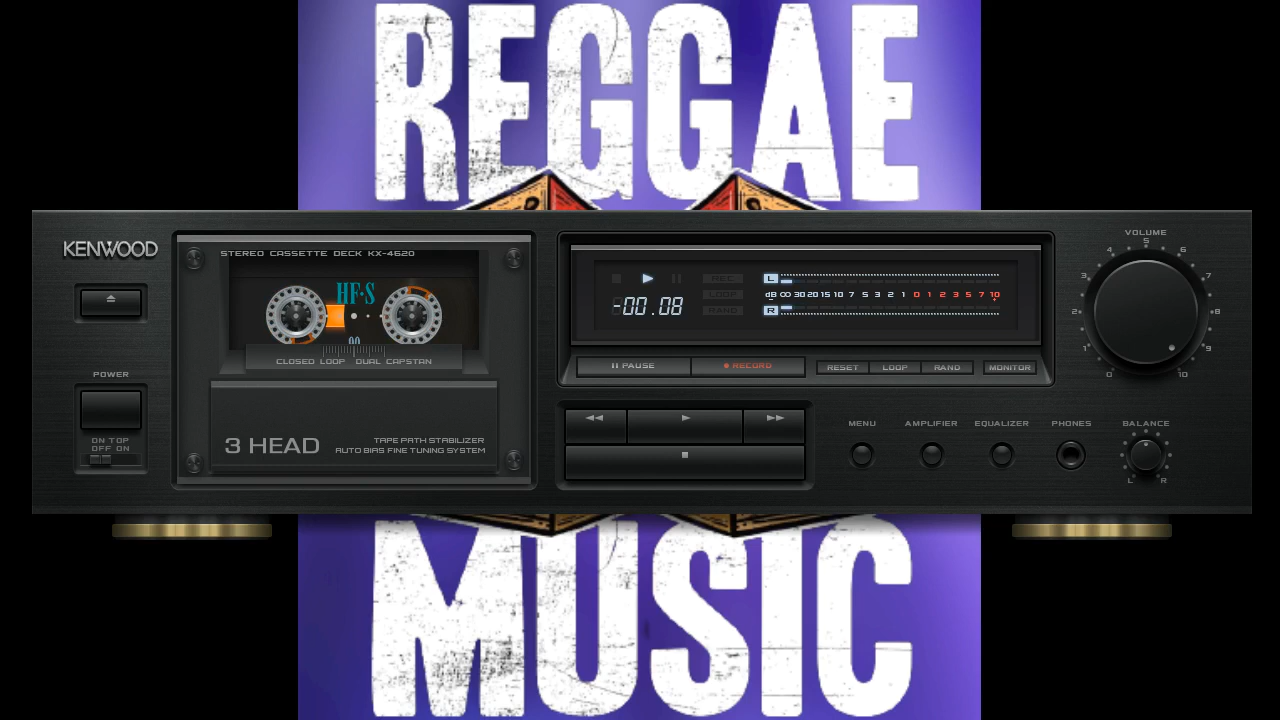 REGGAE
KENWOOD
STEREO CASSETTE DECK KX-4520
HF-S
00
CLOSED LOOP DUAL CAPSTAN
3 HEAD
TAPE PATH STABILIZER
AUTO BIAS FINE TUNING SYSTEM
POWER
ON TOP
OFF ON
REC
LOOP
RAND
-00.08
L
dB ∞ 30 20 15 10 7 5 3 2 1 0 1 2 3 5 7 10
R
PAUSE
RECORD
RESET
LOOP
RAND
MONITOR
VOLUME
0 1 2 3 4 5 6 7 8 9 10
MENU
AMPLIFIER
EQUALIZER
PHONES
BALANCE
L R
MUSIC